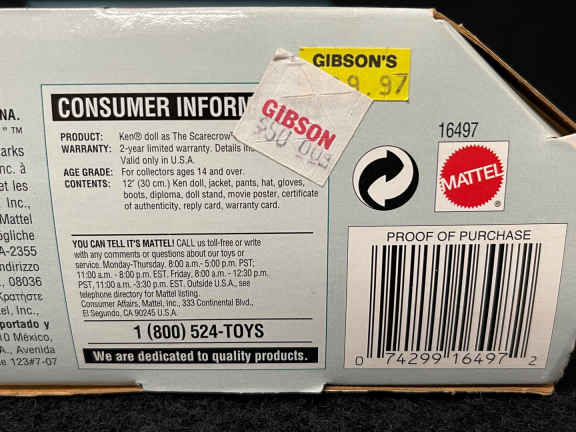 NA.
" ™
arks
nc. à
et les
Inc.,
Mattel
ögliche
A-2355
ndirizzo
, 08036
Κρατήστε
el, Inc.,
portado y
10 México,
A., Avenida
e 123#7-07
CONSUMER INFORM
PRODUCT: Ken® doll as The Scarecrow
WARRANTY: 2-year limited warranty. Details in
Valid only in U.S.A.
AGE GRADE: For collectors ages 14 and over.
CONTENTS: 12" (30 cm.) Ken doll, jacket, pants, hat, gloves,
boots, diploma, doll stand, movie poster, certificate
of authenticity, reply card, warranty card.
YOU CAN TELL IT'S MATTEL! CALL us toll-free or write
with any comments or questions about our toys or
service. Monday-Thursday. 8:00 a.m.- 5:00 p.m. PST;
11:00 a.m. - 8:00 p.m. EST. Friday, 8:00 a.m. - 12:30 p.m.
PST, 11:00 a.m. -3:30 p.m. EST. Outside U.S.A., see
telephone directory for Mattel listing.
Consumer Affairs, Mattel, Inc., 333 Continental Blvd.,
El Segundo, CA 90245 U.S.A.
1 (800) 524-TOYS
We are dedicated to quality products.
GIBSON'S
9.97
GIBSON
16497
MATTEL
®
PROOF OF PURCHASE
0 74299 16497 2